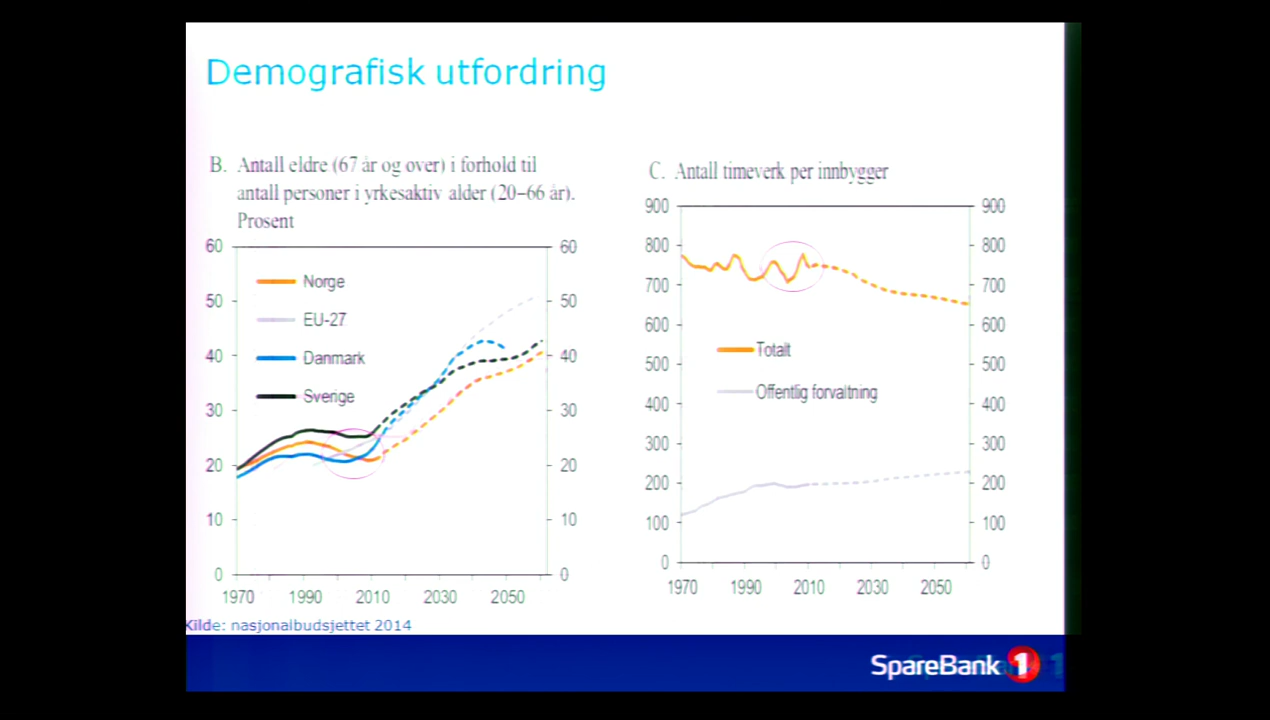 Demografisk utfordring
B. Antall eldre (67 år og over) i forhold til
antall personer i yrkesaktiv alder (20–66 år).
Prosent
60 60
50 50
40 40
30 30
20 20
10 10
0 0
Norge
EU-27
Danmark
Sverige
1970 1990 2010 2030 2050
C. Antall timeverk per innbygger
900 900
800 800
700 700
600 600
500 500
400 400
300 300
200 200
100 100
0 0
Totalt
Offentlig forvaltning
1970 1990 2010 2030 2050
Kilde: nasjonalbudsjettet 2014
SpareBank 1